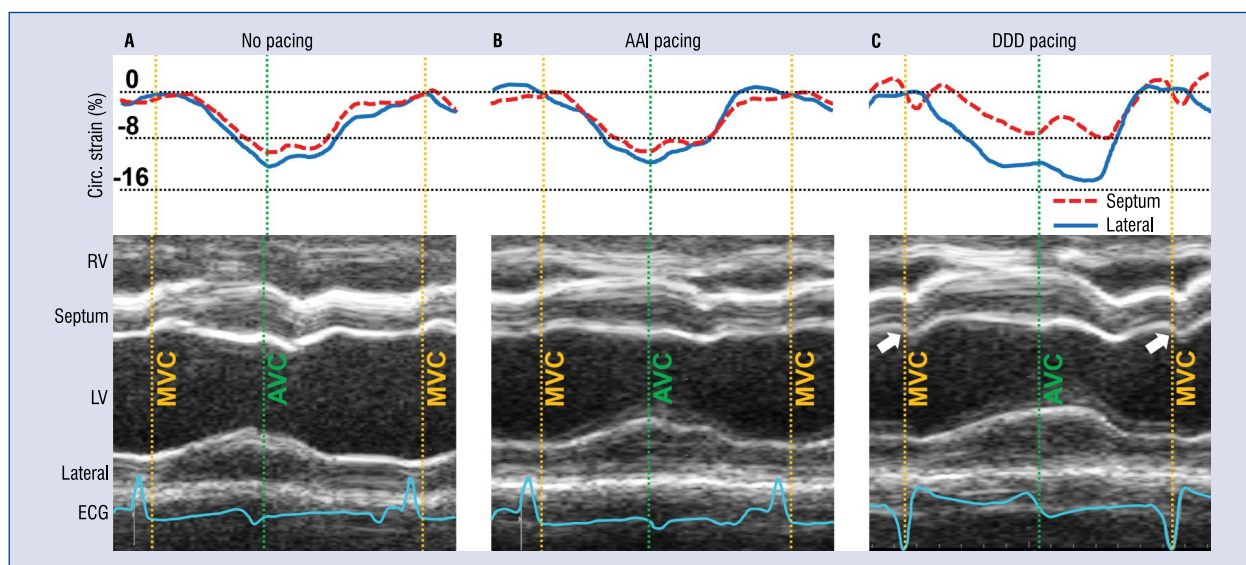 A No pacing
B AAI pacing
C DDD pacing
Circ. strain (%)
0
-8
-16
Septum
Lateral
RV
Septum
LV
Lateral
ECG
MVC
AVC
MVC
MVC
AVC
MVC
MVC
AVC
MVC